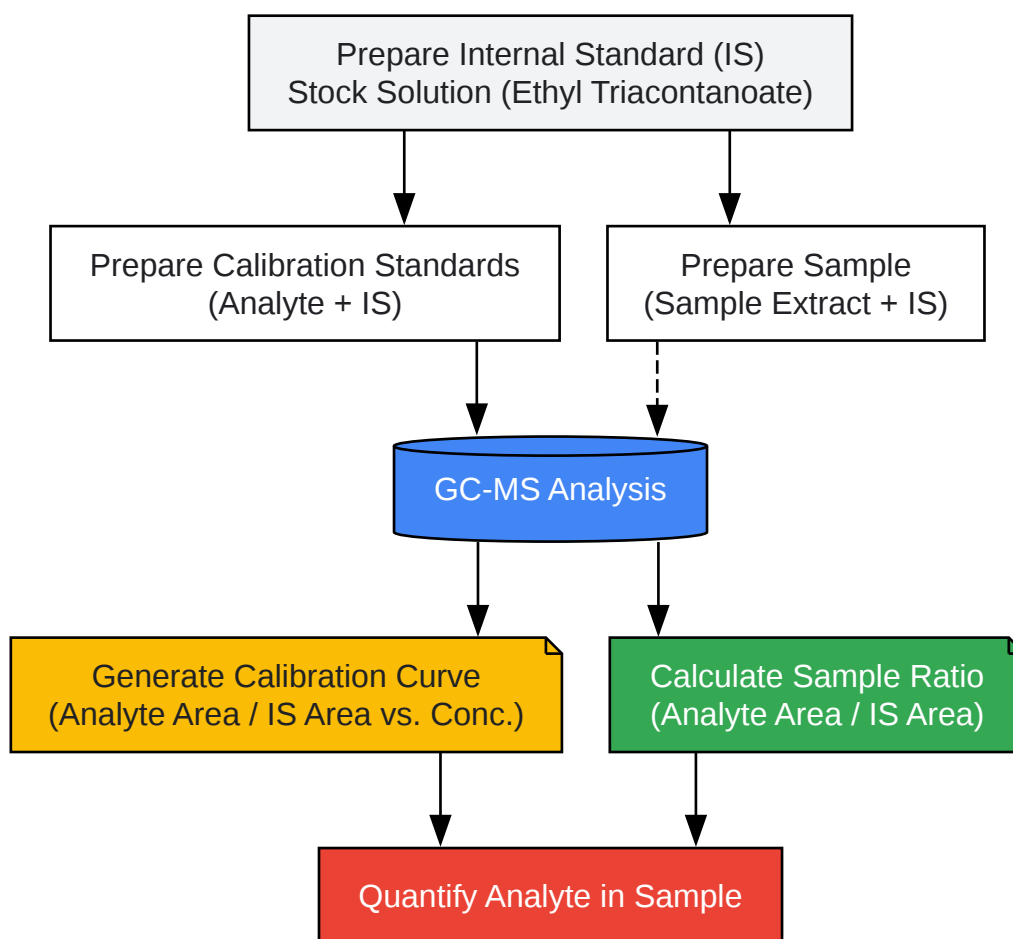 Prepare Internal Standard (IS)
Stock Solution (Ethyl Triacontanoate)
Prepare Calibration Standards
(Analyte + IS)
Prepare Sample
(Sample Extract + IS)
GC-MS Analysis
Generate Calibration Curve
(Analyte Area / IS Area vs. Conc.)
Calculate Sample Ratio
(Analyte Area / IS Area)
Quantify Analyte in Sample